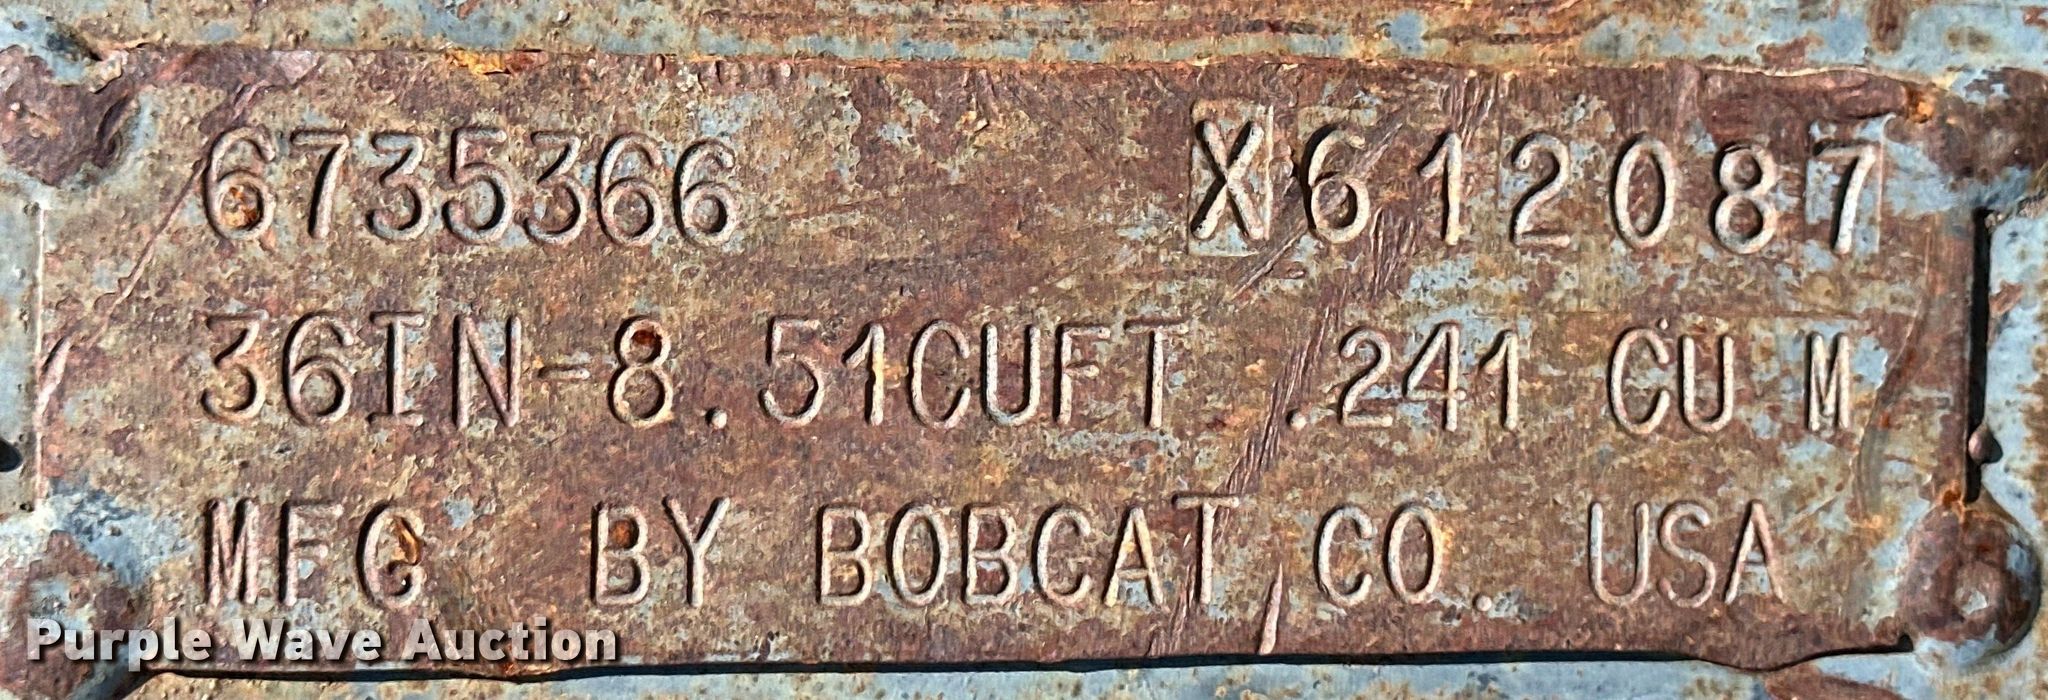 6735366 X612087
36IN-8.51CUFT .241 CU M
MFG BY BOBCAT CO. USA
Purple Wave Auction